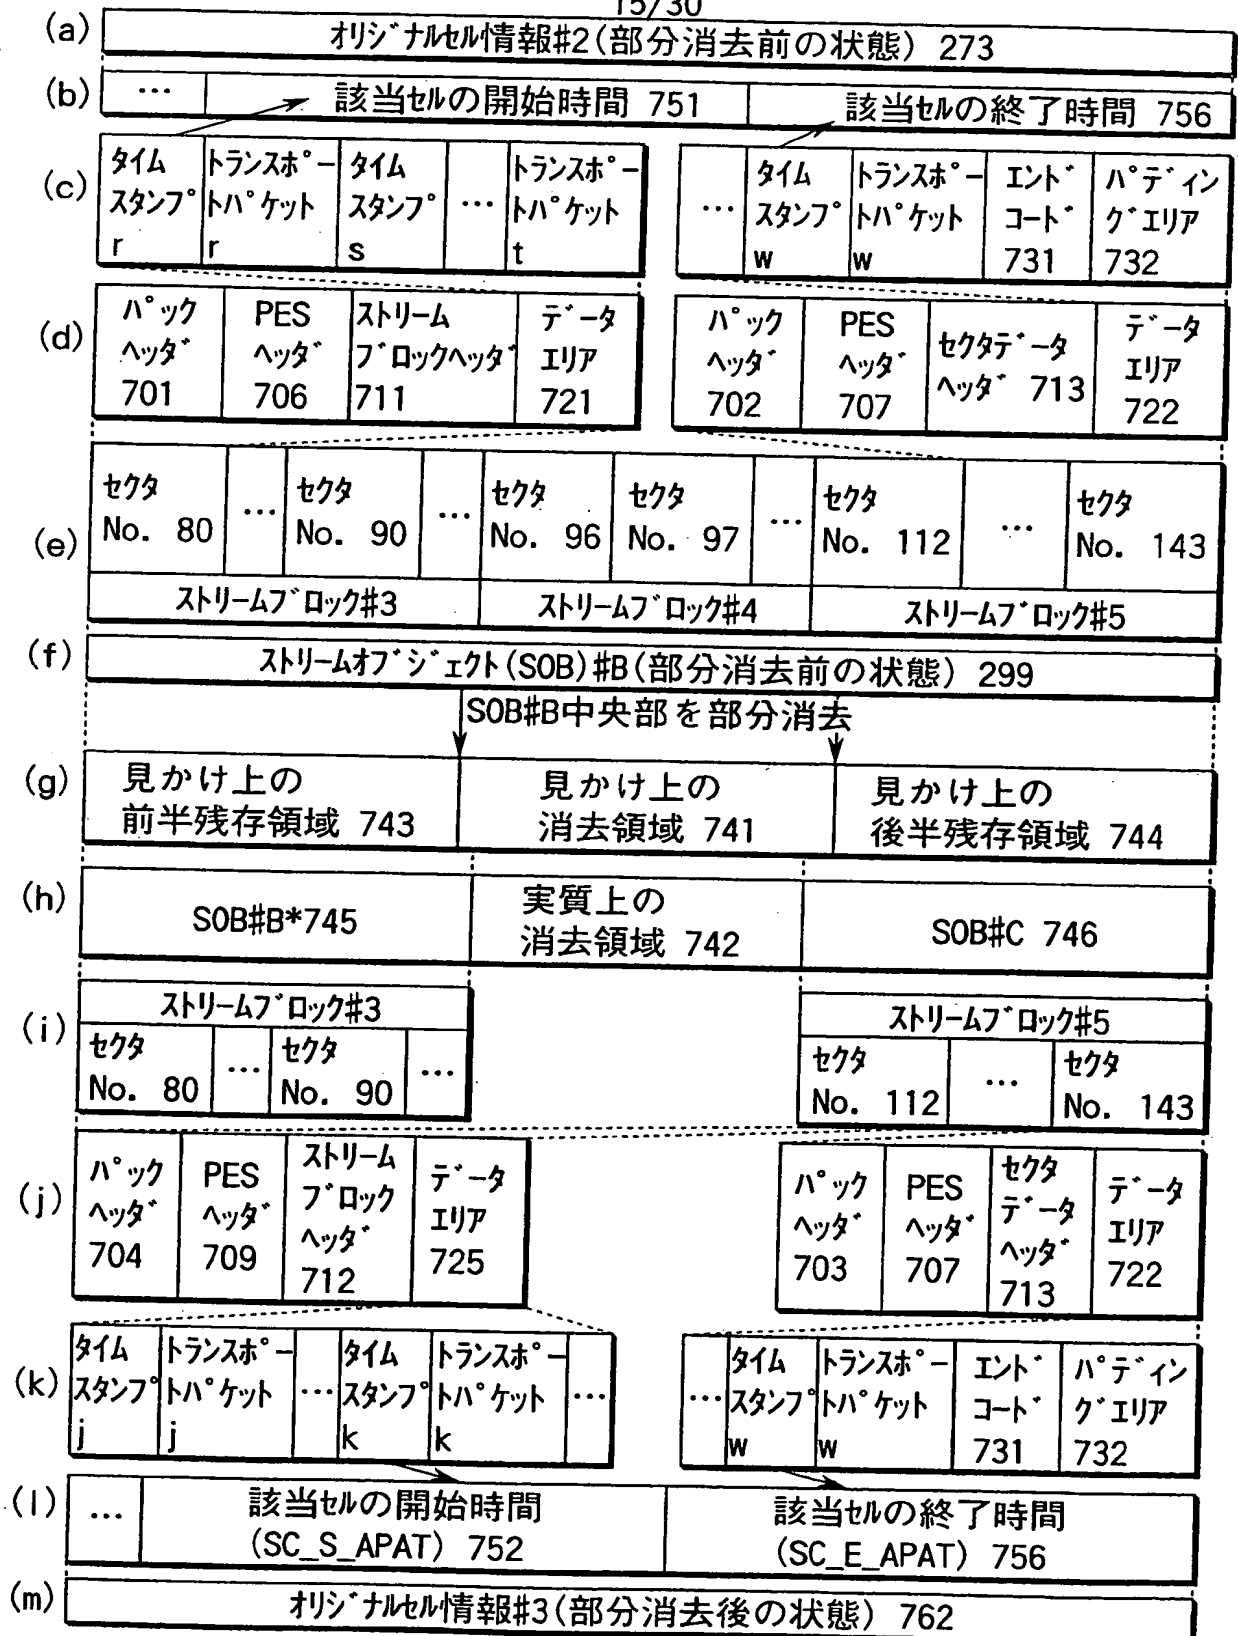 15/30
(a) オリジナルセル情報#2(部分消去前の状態) 273
(b) … 該当セルの開始時間 751 該当セルの終了時間 756
(c) タイム トランスポー タイム … トランスポー … タイム トランスポー エンド パディン
スタンプ トパケット スタンプ トパケット スタンプ トパケット コード グエリア
r r s t w w 731 732
(d) パック PES ストリーム データ パック PES セクタデータ データ
ヘッダ ヘッダ ブロックヘッダ エリア ヘッダ ヘッダ ヘッダ 713 エリア
701 706 711 721 702 707 722
(e) セクタ … セクタ … セクタ セクタ … セクタ … セクタ
No. 80 No. 90 No. 96 No. 97 No. 112 No. 143
ストリームブロック#3 ストリームブロック#4 ストリームブロック#5
(f) ストリームオブジェクト(SOB)#B(部分消去前の状態) 299
SOB#B中央部を部分消去
(g) 見かけ上の 見かけ上の 見かけ上の
前半残存領域 743 消去領域 741 後半残存領域 744
(h) SOB#B*745 実質上の SOB#C 746
消去領域 742
(i) ストリームブロック#3 ストリームブロック#5
セクタ … セクタ … セクタ … セクタ
No. 80 No. 90 No. 112 No. 143
(j) パック PES ストリーム データ パック PES セクタ データ
ヘッダ ヘッダ ブロック エリア ヘッダ ヘッダ データ エリア
704 709 ヘッダ 725 703 707 ヘッダ 722
712 713
(k) タイム トランスポー … タイム トランスポー … … タイム トランスポー エンド パディン
スタンプ トパケット スタンプ トパケット スタンプ トパケット コード グエリア
j j k k w w 731 732
(l) … 該当セルの開始時間 該当セルの終了時間
(SC_S_APAT) 752 (SC_E_APAT) 756
(m) オリジナルセル情報#3(部分消去後の状態) 762